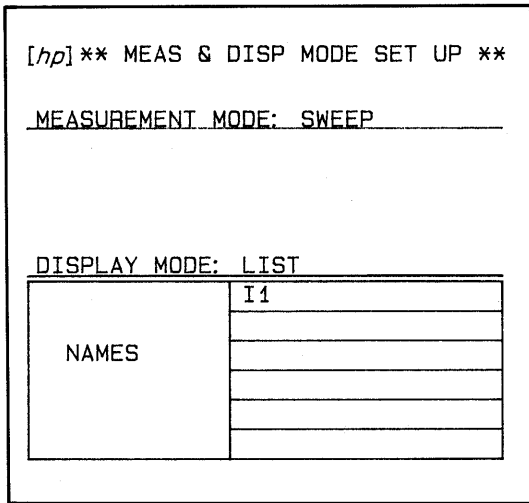 [hp] ** MEAS & DISP MODE SET UP **
MEASUREMENT MODE: SWEEP
DISPLAY MODE: LIST
I1
NAMES